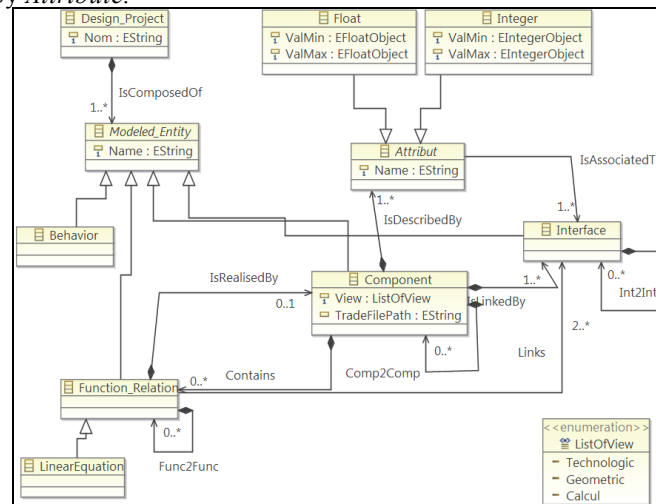 by Attribute.
Design_Project
Nom : EString
Float
ValMin : EFloatObject
ValMax : EFloatObject
Integer
ValMin : EIntegerObject
ValMax : EIntegerObject
IsComposedOf
1..*
Modeled_Entity
Name : EString
Attribut
Name : EString
IsAssociatedT
1..*
IsDescribedBy
1..*
Behavior
Interface
IsRealisedBy
0..1
Component
View : ListOfView
TradeFilePath : EString
1..*
IsLinkedBy
0..*
Int2Int
2..*
0..*
Links
Comp2Comp
Contains
0..*
Function_Relation
0..*
Func2Func
LinearEquation
<<enumeration>>
ListOfView
Technologic
Geometric
Calcul